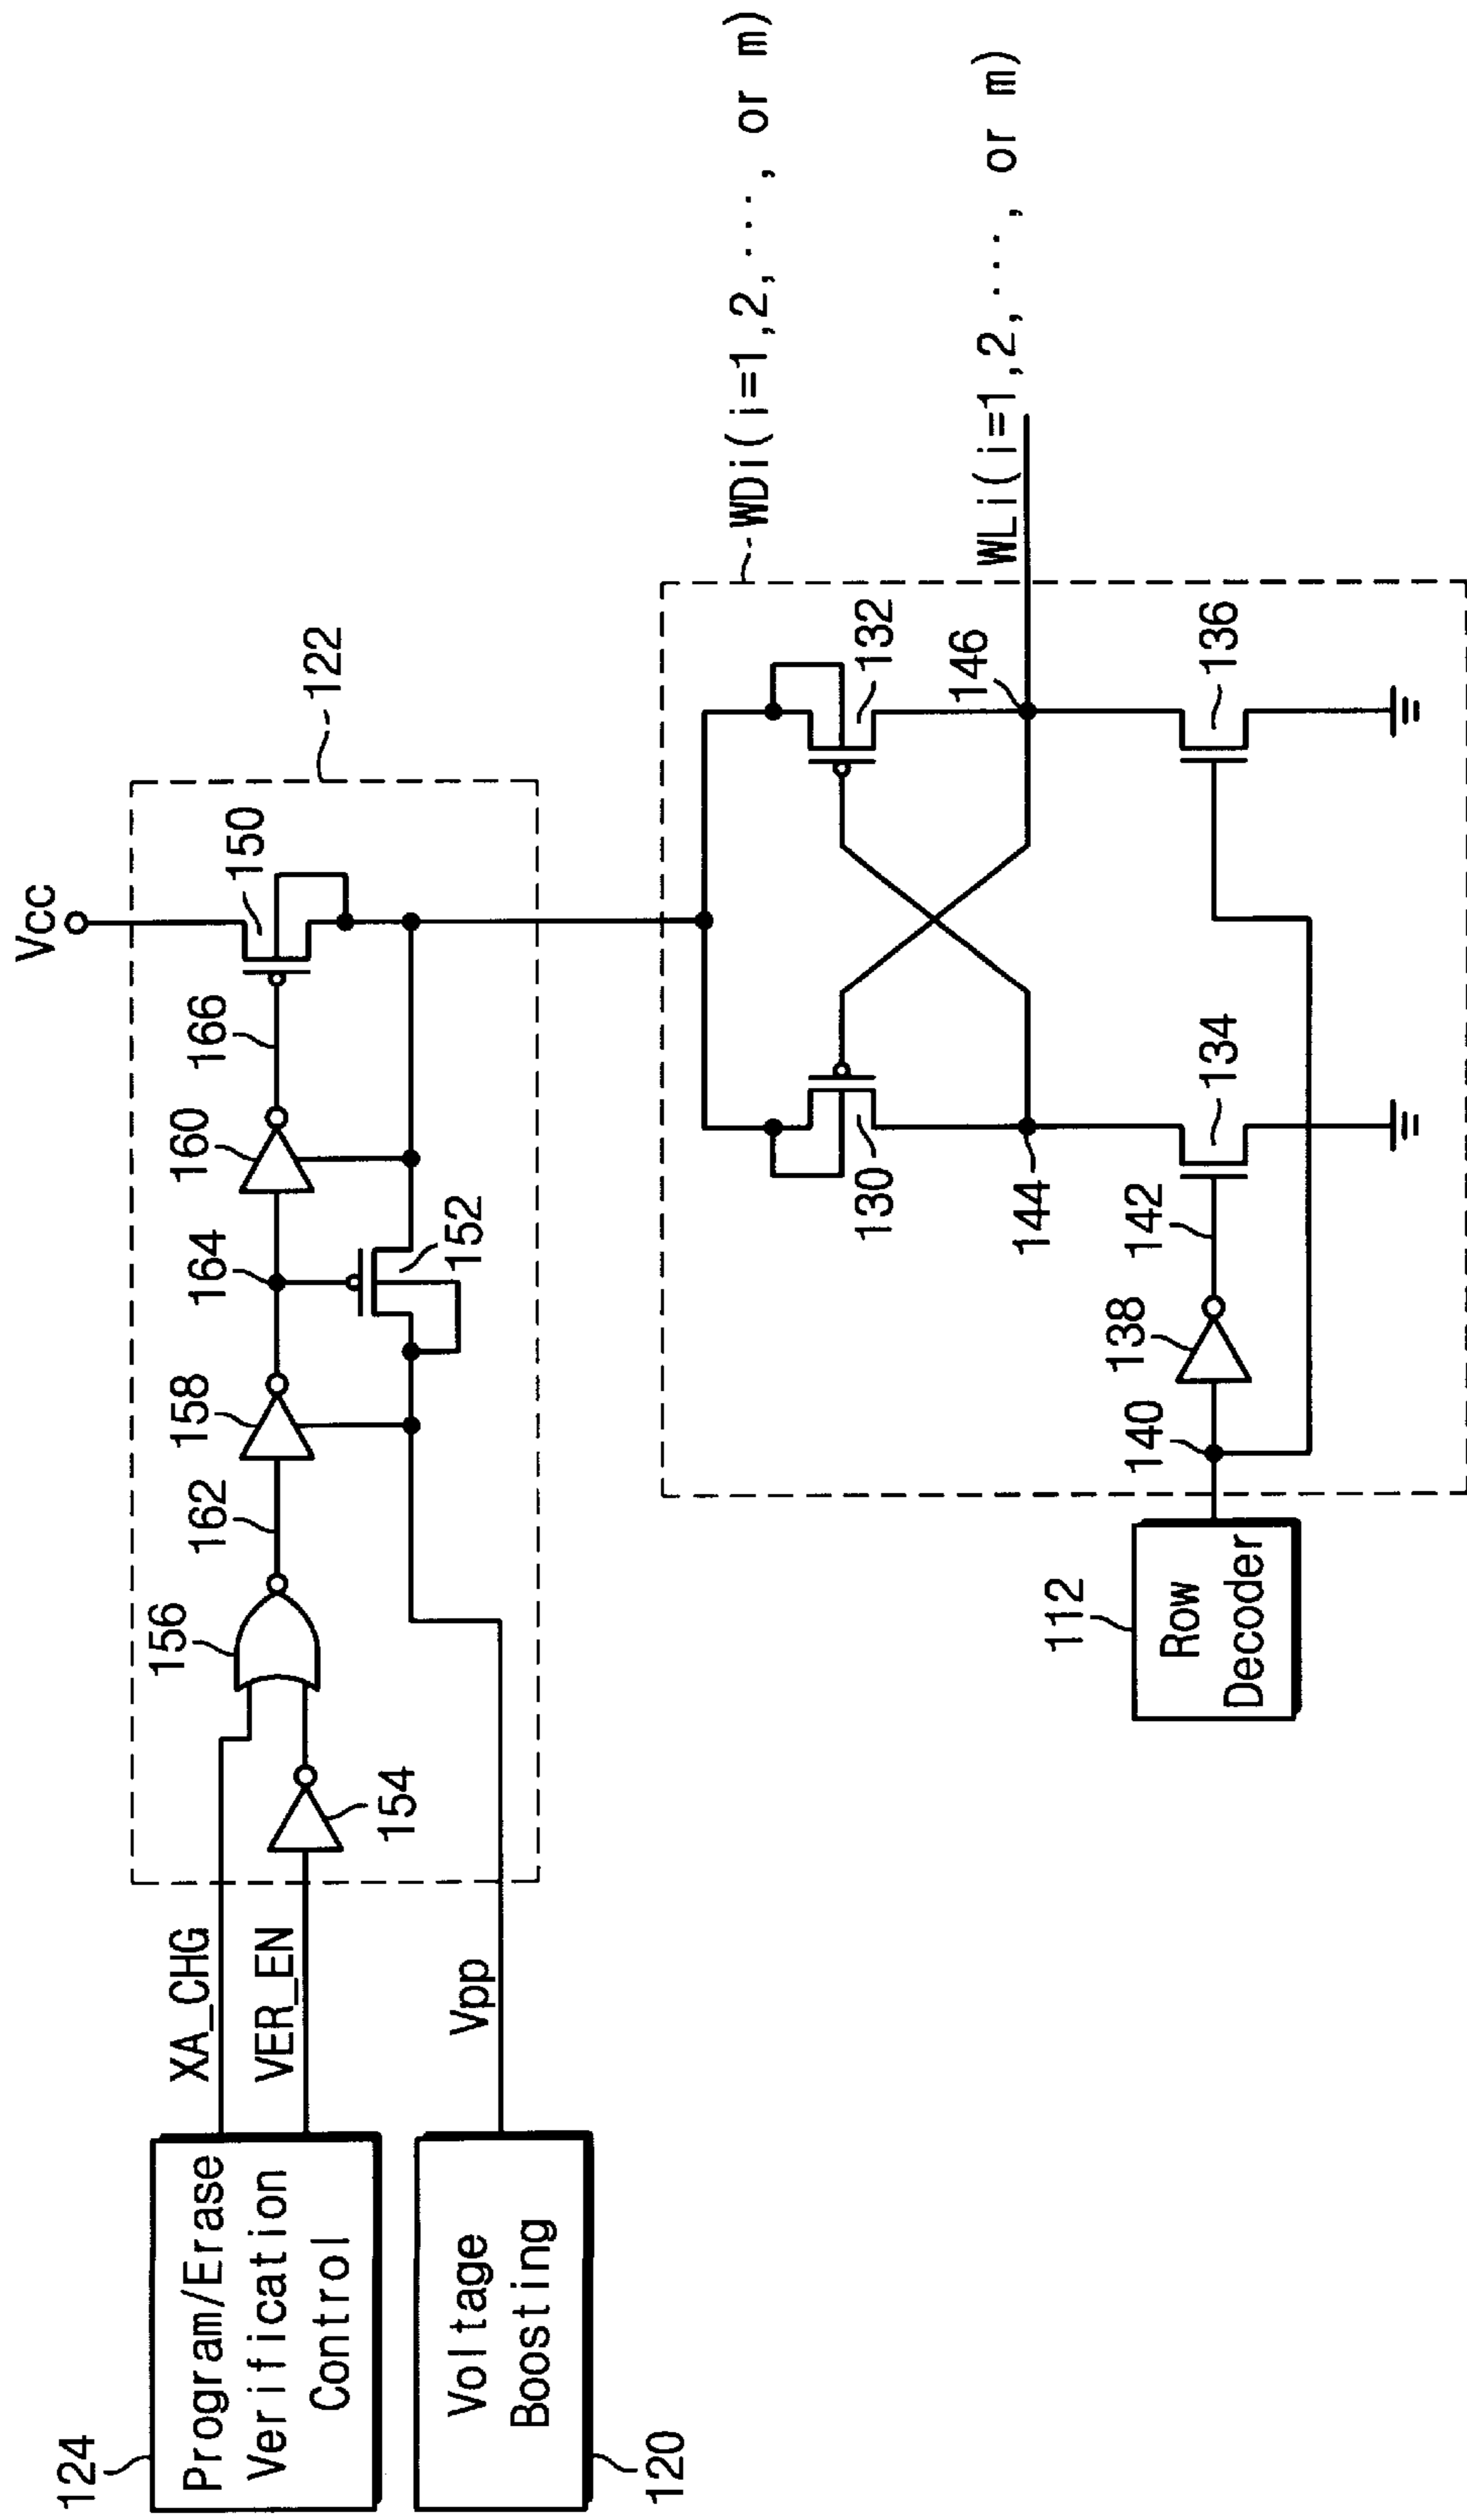 Vcc
122
150
166
160
164
152
158
162
156
154
XA_CHG
VER_EN
Vpp
124
Program/Erase
Verification
Control
Voltage
Boosting
120
WDi(i=1,2,···, or m)
WLi(i=1,2,···, or m)
130
132
146
144
142
134
136
138
140
112
Row
Decoder